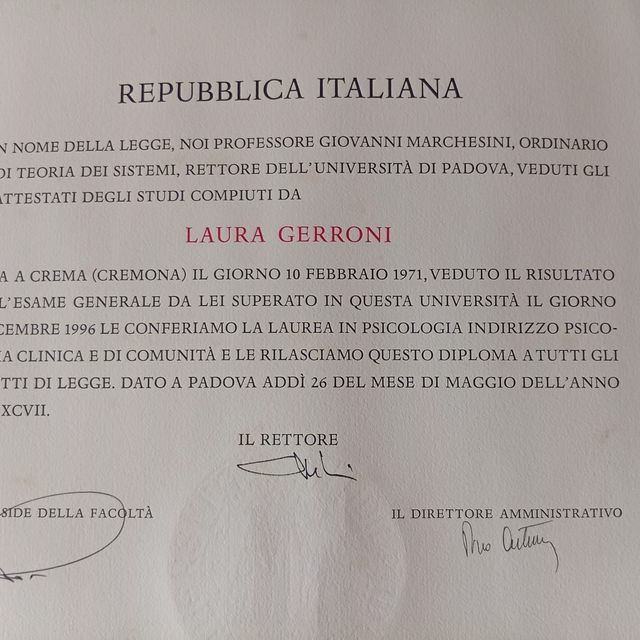 REPUBBLICA ITALIANA
N NOME DELLA LEGGE, NOI PROFESSORE GIOVANNI MARCHESINI, ORDINARIO
DI TEORIA DEI SISTEMI, RETTORE DELL'UNIVERSITÀ DI PADOVA, VEDUTI GLI
ATTESTATI DEGLI STUDI COMPIUTI DA
LAURA GERRONI
A A CREMA (CREMONA) IL GIORNO 10 FEBBRAIO 1971, VEDUTO IL RISULTATO
L'ESAME GENERALE DA LEI SUPERATO IN QUESTA UNIVERSITÀ IL GIORNO
CEMBRE 1996 LE CONFERIAMO LA LAUREA IN PSICOLOGIA INDIRIZZO PSICO-
IA CLINICA E DI COMUNITÀ E LE RILASCIAMO QUESTO DIPLOMA A TUTTI GLI
TTI DI LEGGE. DATO A PADOVA ADDÌ 26 DEL MESE DI MAGGIO DELL'ANNO
XCVII.
IL RETTORE
SIDE DELLA FACOLTÀ
IL DIRETTORE AMMINISTRATIVO